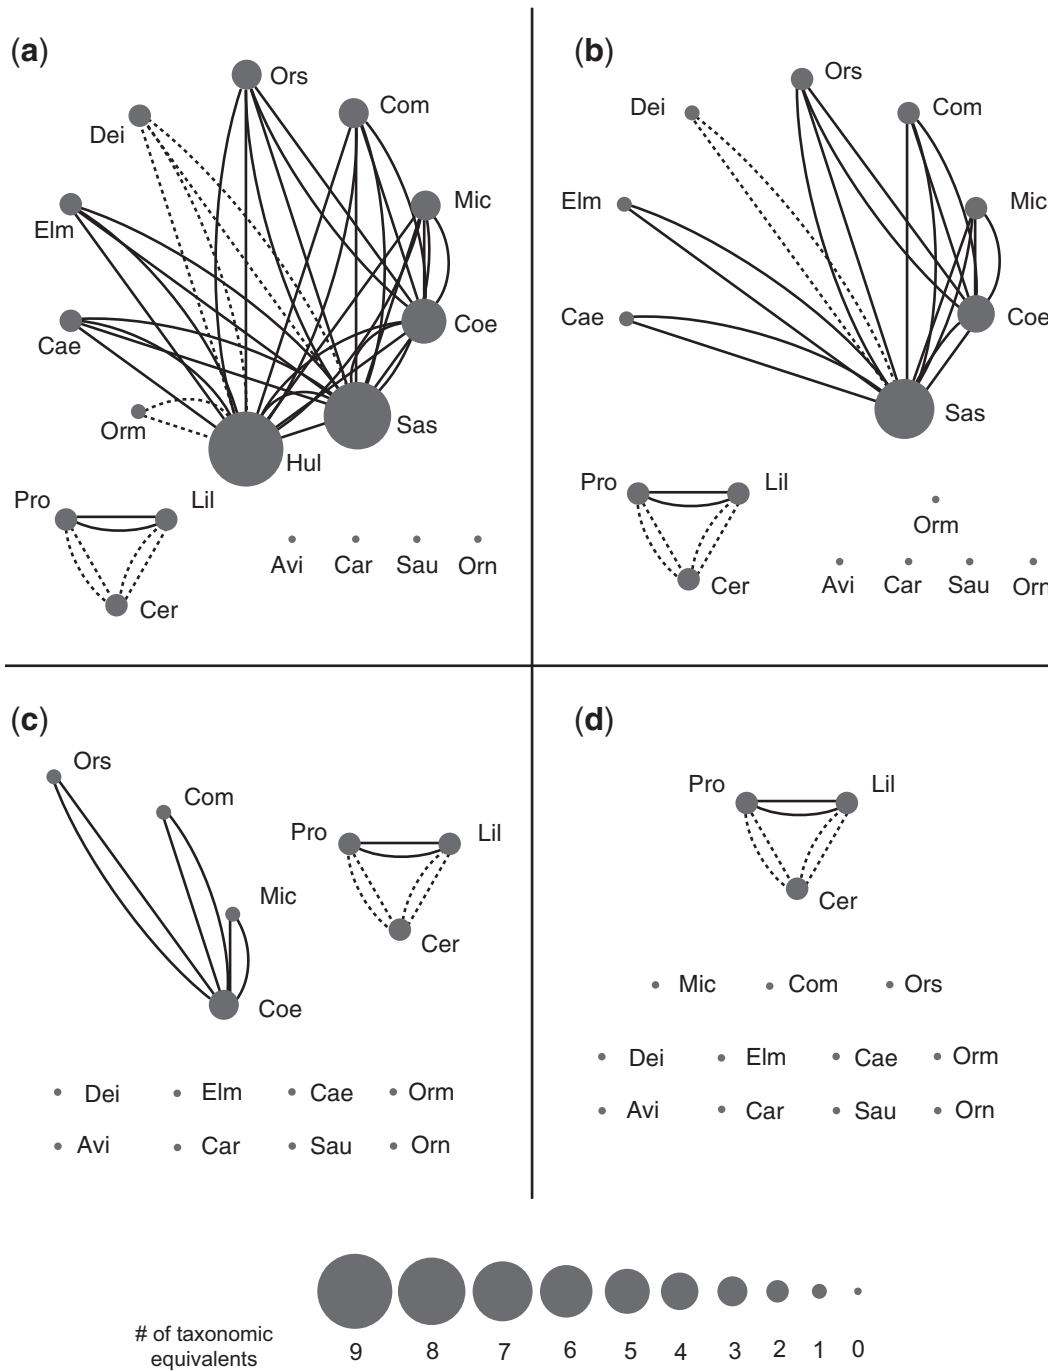 (a)
Ors
Com
Dei
Mic
Elm
Coe
Cae
Orm
Sas
Hul
Pro
Lil
Cer
Avi Car Sau Orn
(b)
Ors
Com
Dei
Mic
Elm
Coe
Cae
Sas
Pro
Lil
Cer
Orm
Avi Car Sau Orn
(c)
Ors
Com
Mic
Coe
Pro
Lil
Cer
Dei Elm Cae Orm
Avi Car Sau Orn
(d)
Pro
Lil
Cer
Mic Com Ors
Dei Elm Cae Orm
Avi Car Sau Orn
# of taxonomic
equivalents
9 8 7 6 5 4 3 2 1 0